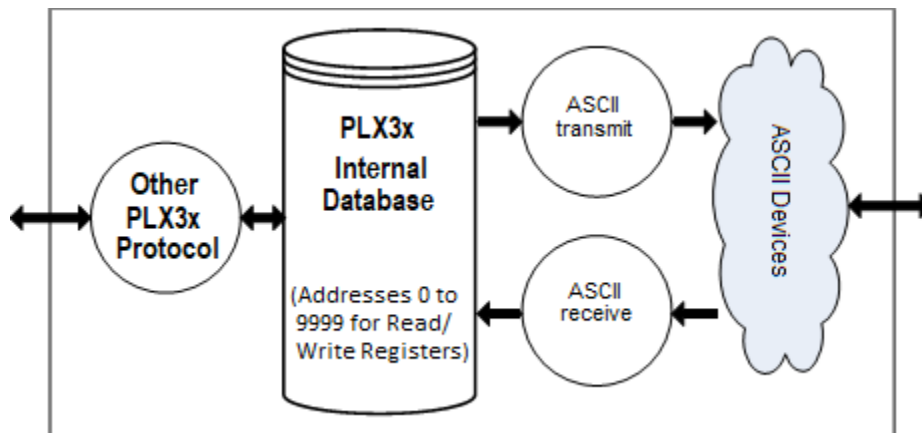 Other
PLX3x
Protocol
PLX3x
Internal
Database
(Addresses 0 to
9999 for Read/
Write Registers)
ASCII
transmit
ASCII
receive
ASCII Devices